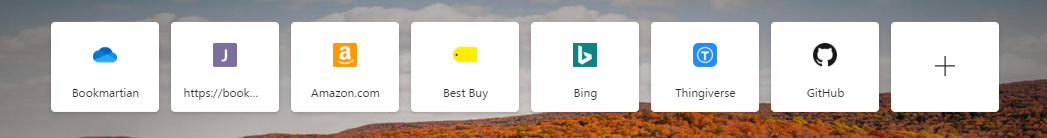 J
a
T
Bookmartian
https://book...
Amazon.com
Best Buy
Bing
Thingiverse
GitHub